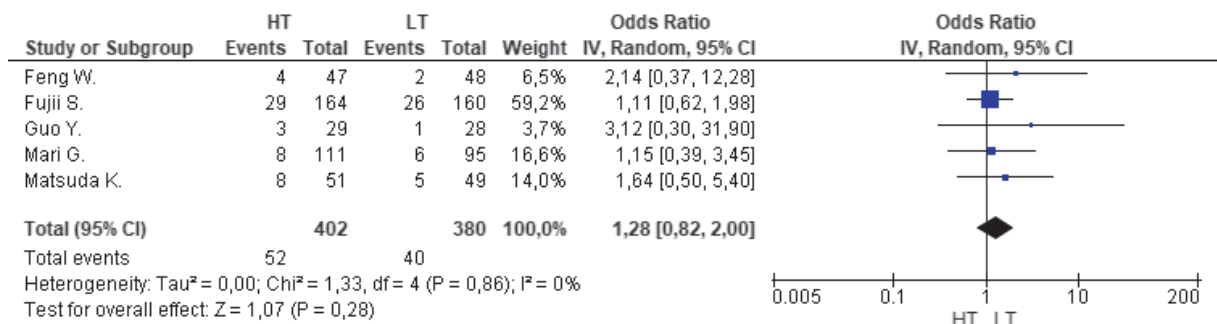 HT LT Odds Ratio Odds Ratio
Study or Subgroup Events Total Events Total Weight IV, Random, 95% CI IV, Random, 95% CI
Feng W. 4 47 2 48 6,5% 2,14 [0,37, 12,28]
Fujii S. 29 164 26 160 59,2% 1,11 [0,62, 1,98]
Guo Y. 3 29 1 28 3,7% 3,12 [0,30, 31,90]
Mari G. 8 111 6 95 16,6% 1,15 [0,39, 3,45]
Matsuda K. 8 51 5 49 14,0% 1,64 [0,50, 5,40]
Total (95% CI) 402 380 100,0% 1,28 [0,82, 2,00]
Total events 52 40
Heterogeneity: Tau² = 0,00; Chi² = 1,33, df = 4 (P = 0,86); I² = 0%
Test for overall effect: Z = 1,07 (P = 0,28)
0.005 0.1 1 10 200
HT LT